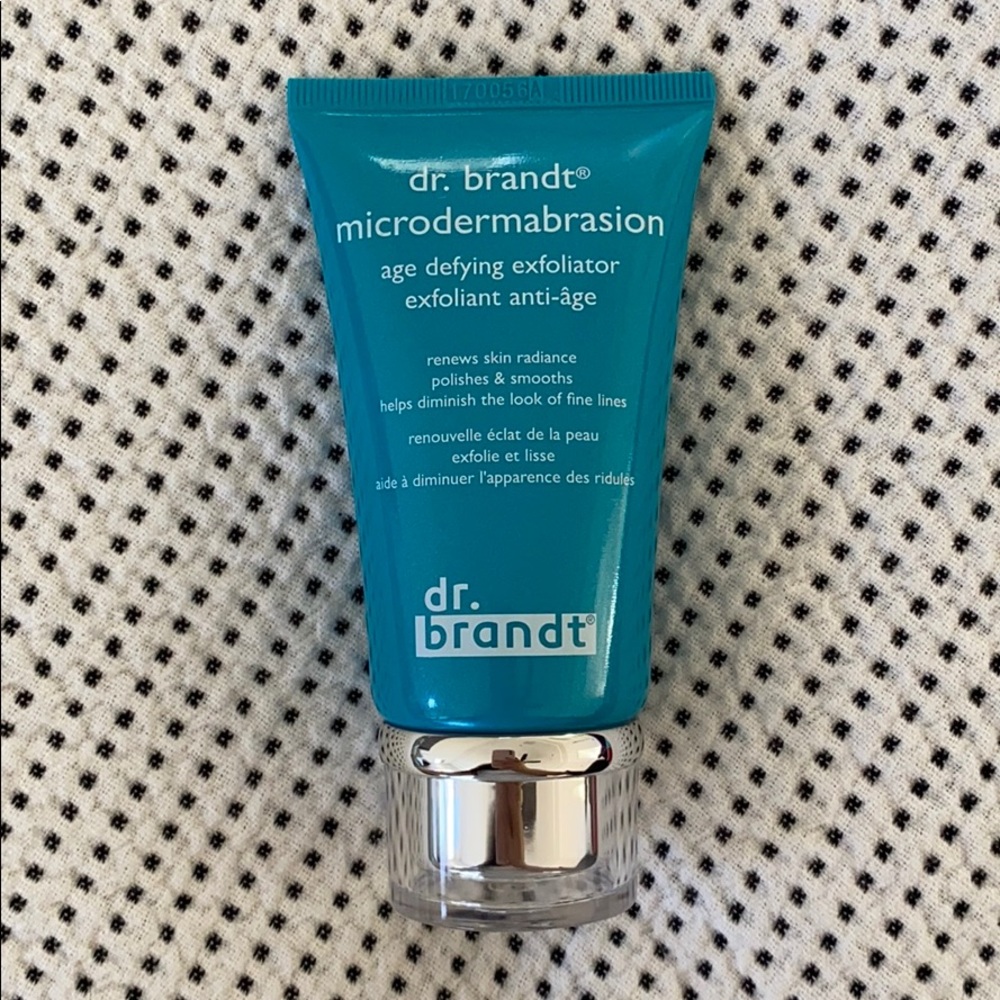 170056A
dr. brandt®
microdermabrasion
age defying exfoliator
exfoliant anti-âge
renews skin radiance
polishes & smooths
helps diminish the look of fine lines
renouvelle éclat de la peau
exfolie et lisse
aide à diminuer l'apparence des ridules
dr.
brandt®